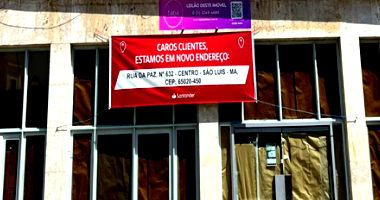 LEILÃO DESTE IMÓVEL
CAROS CLIENTES,
ESTAMOS EM NOVO ENDEREÇO:
RUA DA PAZ, Nº 632 - CENTRO - SÃO LUIS - MA.
CEP: 65020-450
Santander